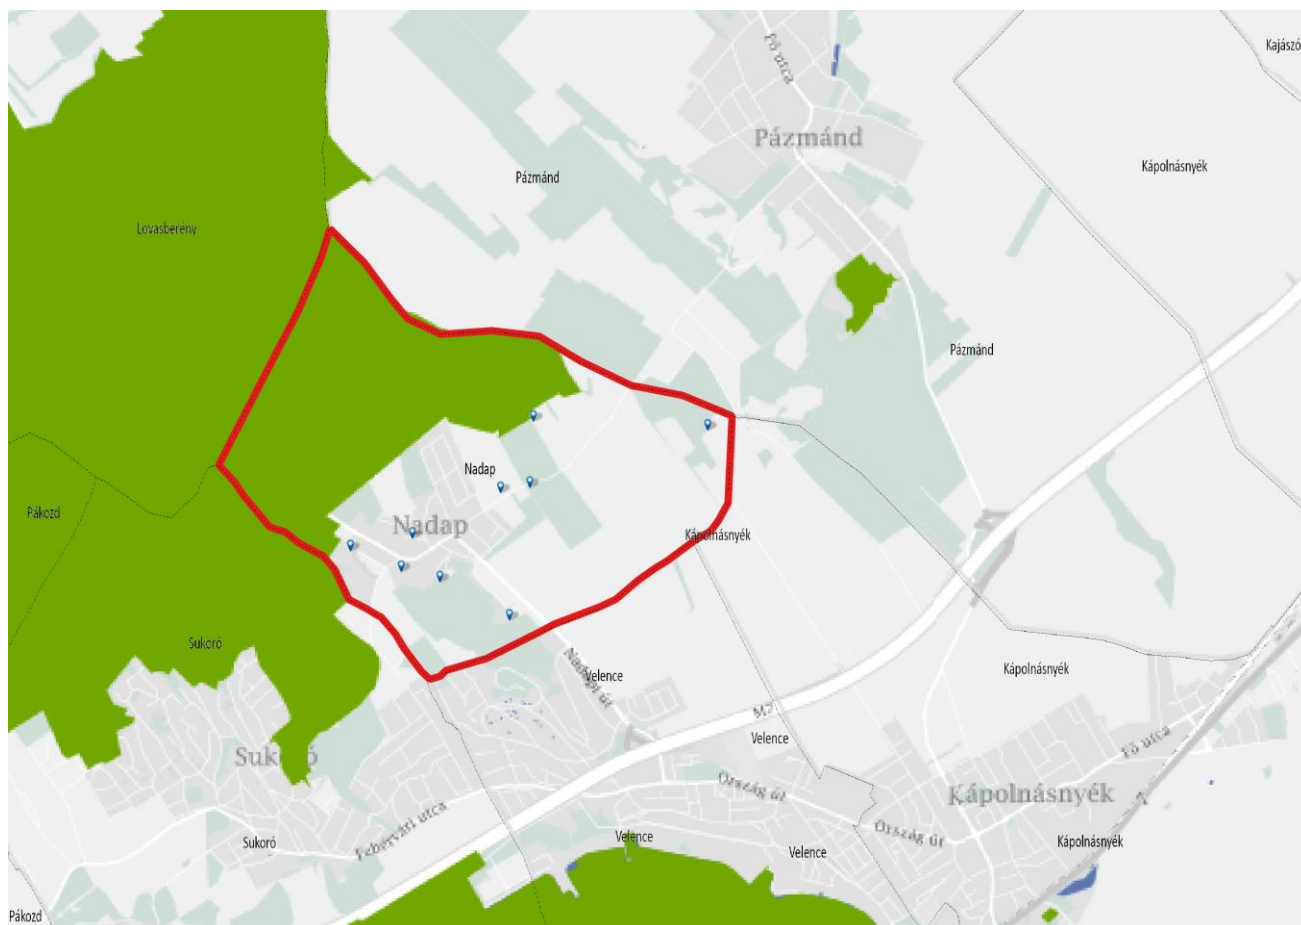 Fő utca
Kajászó
Pázmánd
Kápolnásnyék
Pázmánd
Lovasberény
Pázmánd
Nadap
Pákozd
Nadap
Kápolnásnyék
Sukoró
Nadapi út
Velence
Kápolnásnyék
M7
Velence
Fő utca
Sukoró
Ország út
Kápolnásnyék
Fehérvári utca
Ország út
Velence
Sukoró
Velence
Kápolnásnyék
Pákozd